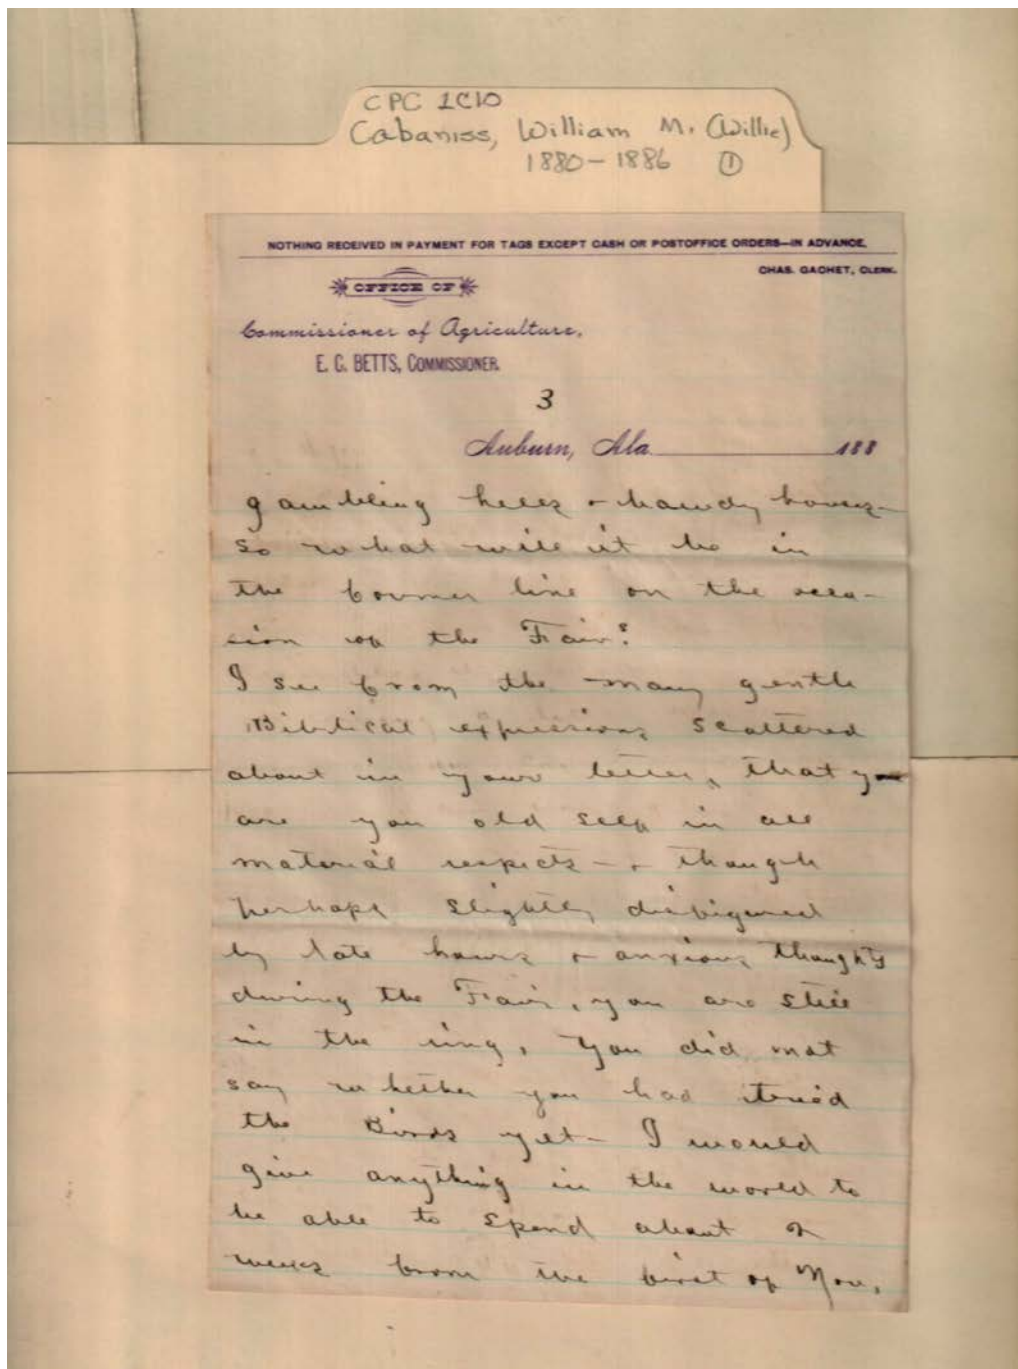 CPC 1C10
Cabaniss, William M. (Willie)
1880-1886 ①
NOTHING RECEIVED IN PAYMENT FOR TAGS EXCEPT CASH OR POSTOFFICE ORDERS—IN ADVANCE.
CHAS. GACHET, CLERK.
OFFICE OF
Commissioner of Agriculture,
E. C. BETTS, COMMISSIONER.
3
Auburn, Ala 188
gambling hells + bawdy houses—
so what will it be in
the former line on the occa-
sion of the Fair?
I see from the many gentle
Biblical expressions scattered
about in your letter, that you
are you old self in all
material respects— + though
perhaps slightly disfigured
by late hours + anxious thoughts
during the Fair, you are still
in the ring. You did not
say whether you had tried
the Birds yet— I would
give anything in the world to
be able to spend about 2
weeks from the first of Nov.